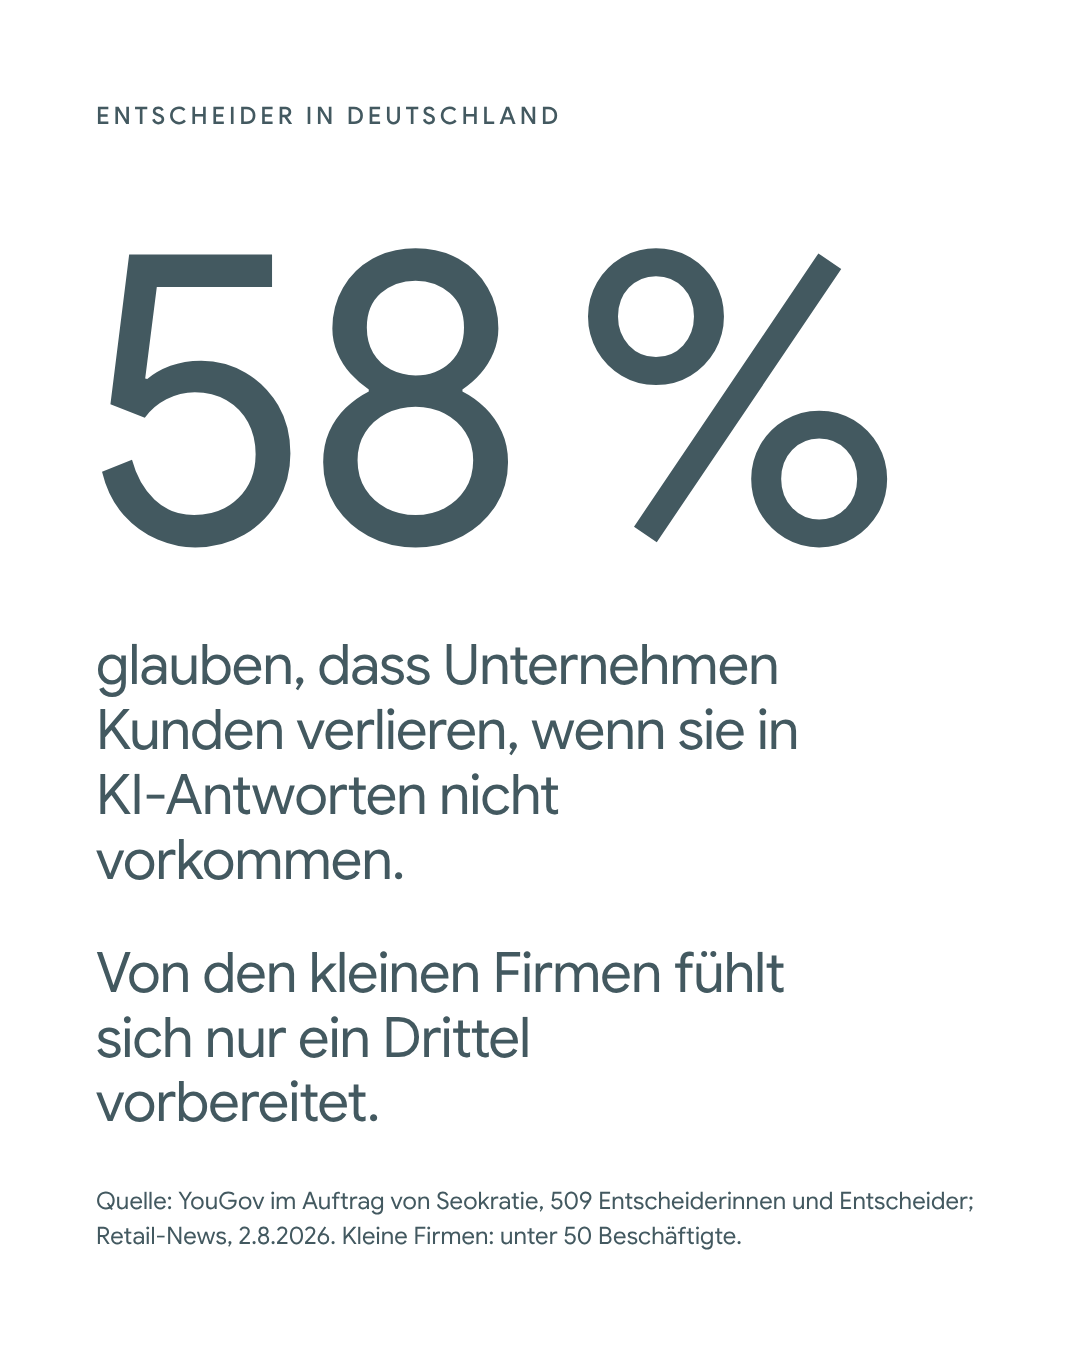 ENTSCHEIDER IN DEUTSCHLAND
58 %
glauben, dass Unternehmen
Kunden verlieren, wenn sie in
KI-Antworten nicht
vorkommen.
Von den kleinen Firmen fühlt
sich nur ein Drittel
vorbereitet.
Quelle: YouGov im Auftrag von Seokratie, 509 Entscheiderinnen und Entscheider;
Retail-News, 2.8.2026. Kleine Firmen: unter 50 Beschäftigte.